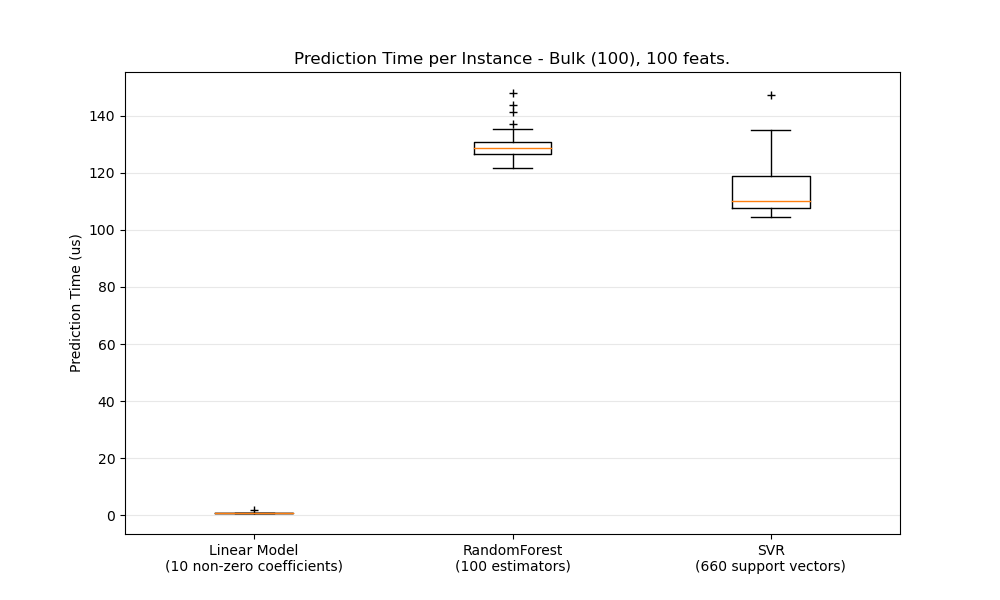 Prediction Time per Instance - Bulk (100), 100 feats.
Prediction Time (us)
140
120
100
80
60
40
20
0
Linear Model
(10 non-zero coefficients)
RandomForest
(100 estimators)
SVR
(660 support vectors)